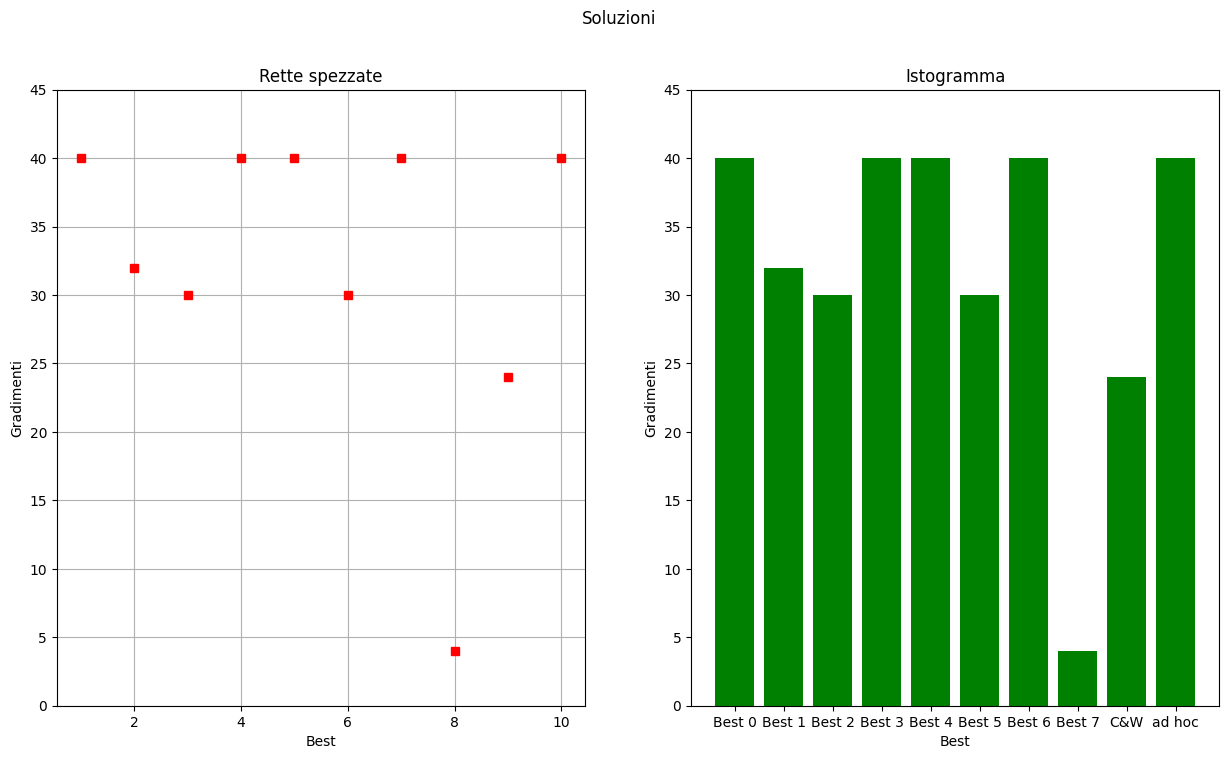 Soluzioni
Rette spezzate
45
40
35
30
25
20
15
10
5
0
Gradimenti
2 4 6 8 10
Best
Istogramma
45
40
35
30
25
20
15
10
5
0
Gradimenti
Best 0 Best 1 Best 2 Best 3 Best 4 Best 5 Best 6 Best 7 C&W ad hoc
Best